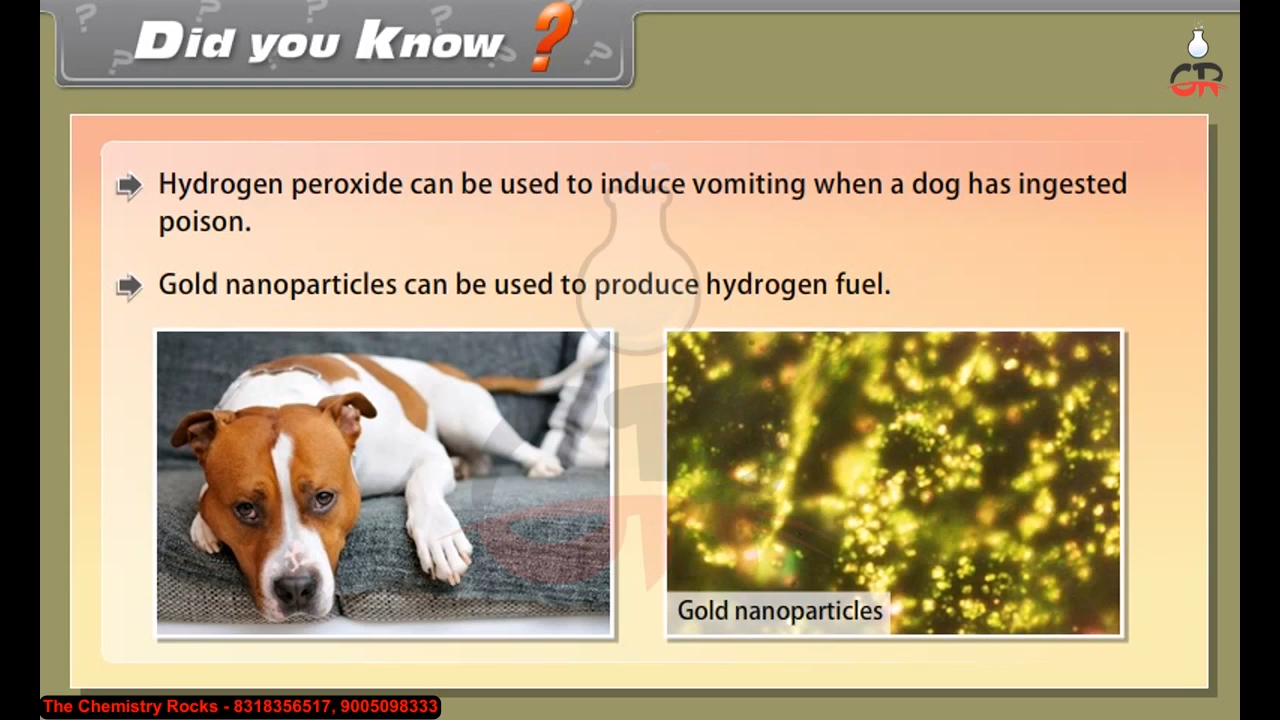 Did you Know ?
GR
Hydrogen peroxide can be used to induce vomiting when a dog has ingested
poison.
Gold nanoparticles can be used to produce hydrogen fuel.
Gold nanoparticles
The Chemistry Rocks - 8318356517, 9005098333